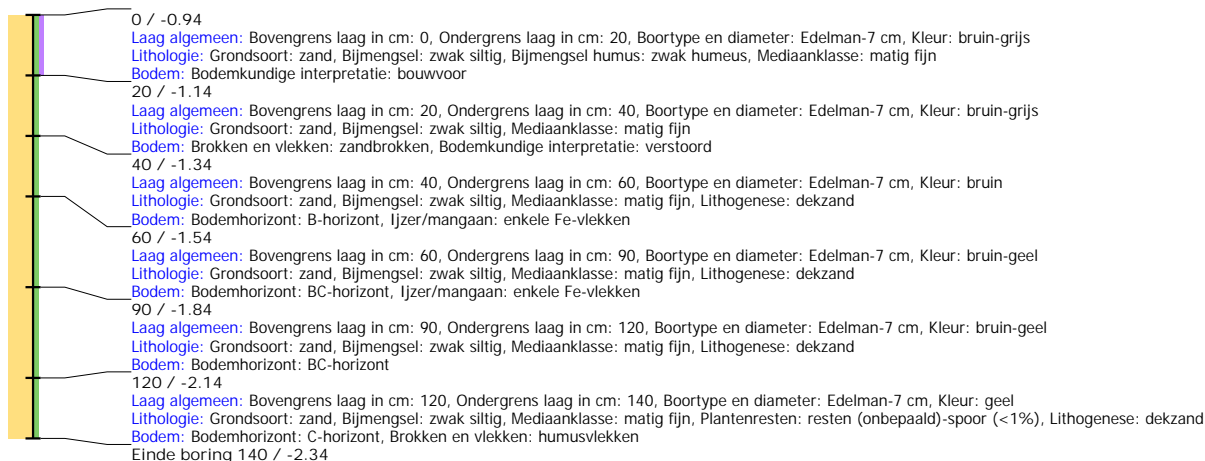 0 / -0.94
Laag algemeen: Bovengrens laag in cm: 0, Ondergrens laag in cm: 20, Boortype en diameter: Edelman-7 cm, Kleur: bruin-grijs
Lithologie: Grondsoort: zand, Bijmengsel: zwak siltig, Bijmengsel humus: zwak humeus, Mediaanklasse: matig fijn
Bodem: Bodemkundige interpretatie: bouwvoor
20 / -1.14
Laag algemeen: Bovengrens laag in cm: 20, Ondergrens laag in cm: 40, Boortype en diameter: Edelman-7 cm, Kleur: bruin-grijs
Lithologie: Grondsoort: zand, Bijmengsel: zwak siltig, Mediaanklasse: matig fijn
Bodem: Brokken en vlekken: zandbrokken, Bodemkundige interpretatie: verstoord
40 / -1.34
Laag algemeen: Bovengrens laag in cm: 40, Ondergrens laag in cm: 60, Boortype en diameter: Edelman-7 cm, Kleur: bruin
Lithologie: Grondsoort: zand, Bijmengsel: zwak siltig, Mediaanklasse: matig fijn, Lithogenese: dekzand
Bodem: Bodemhorizont: B-horizont, Ijzer/mangaan: enkele Fe-vlekken
60 / -1.54
Laag algemeen: Bovengrens laag in cm: 60, Ondergrens laag in cm: 90, Boortype en diameter: Edelman-7 cm, Kleur: bruin-geel
Lithologie: Grondsoort: zand, Bijmengsel: zwak siltig, Mediaanklasse: matig fijn, Lithogenese: dekzand
Bodem: Bodemhorizont: BC-horizont, Ijzer/mangaan: enkele Fe-vlekken
90 / -1.84
Laag algemeen: Bovengrens laag in cm: 90, Ondergrens laag in cm: 120, Boortype en diameter: Edelman-7 cm, Kleur: bruin-geel
Lithologie: Grondsoort: zand, Bijmengsel: zwak siltig, Mediaanklasse: matig fijn, Lithogenese: dekzand
Bodem: Bodemhorizont: BC-horizont
120 / -2.14
Laag algemeen: Bovengrens laag in cm: 120, Ondergrens laag in cm: 140, Boortype en diameter: Edelman-7 cm, Kleur: geel
Lithologie: Grondsoort: zand, Bijmengsel: zwak siltig, Mediaanklasse: matig fijn, Plantenresten: resten (onbepaald)-spoor (<1%), Lithogenese: dekzand
Bodem: Bodemhorizont: C-horizont, Brokken en vlekken: humusvlekken
Einde boring 140 / -2.34